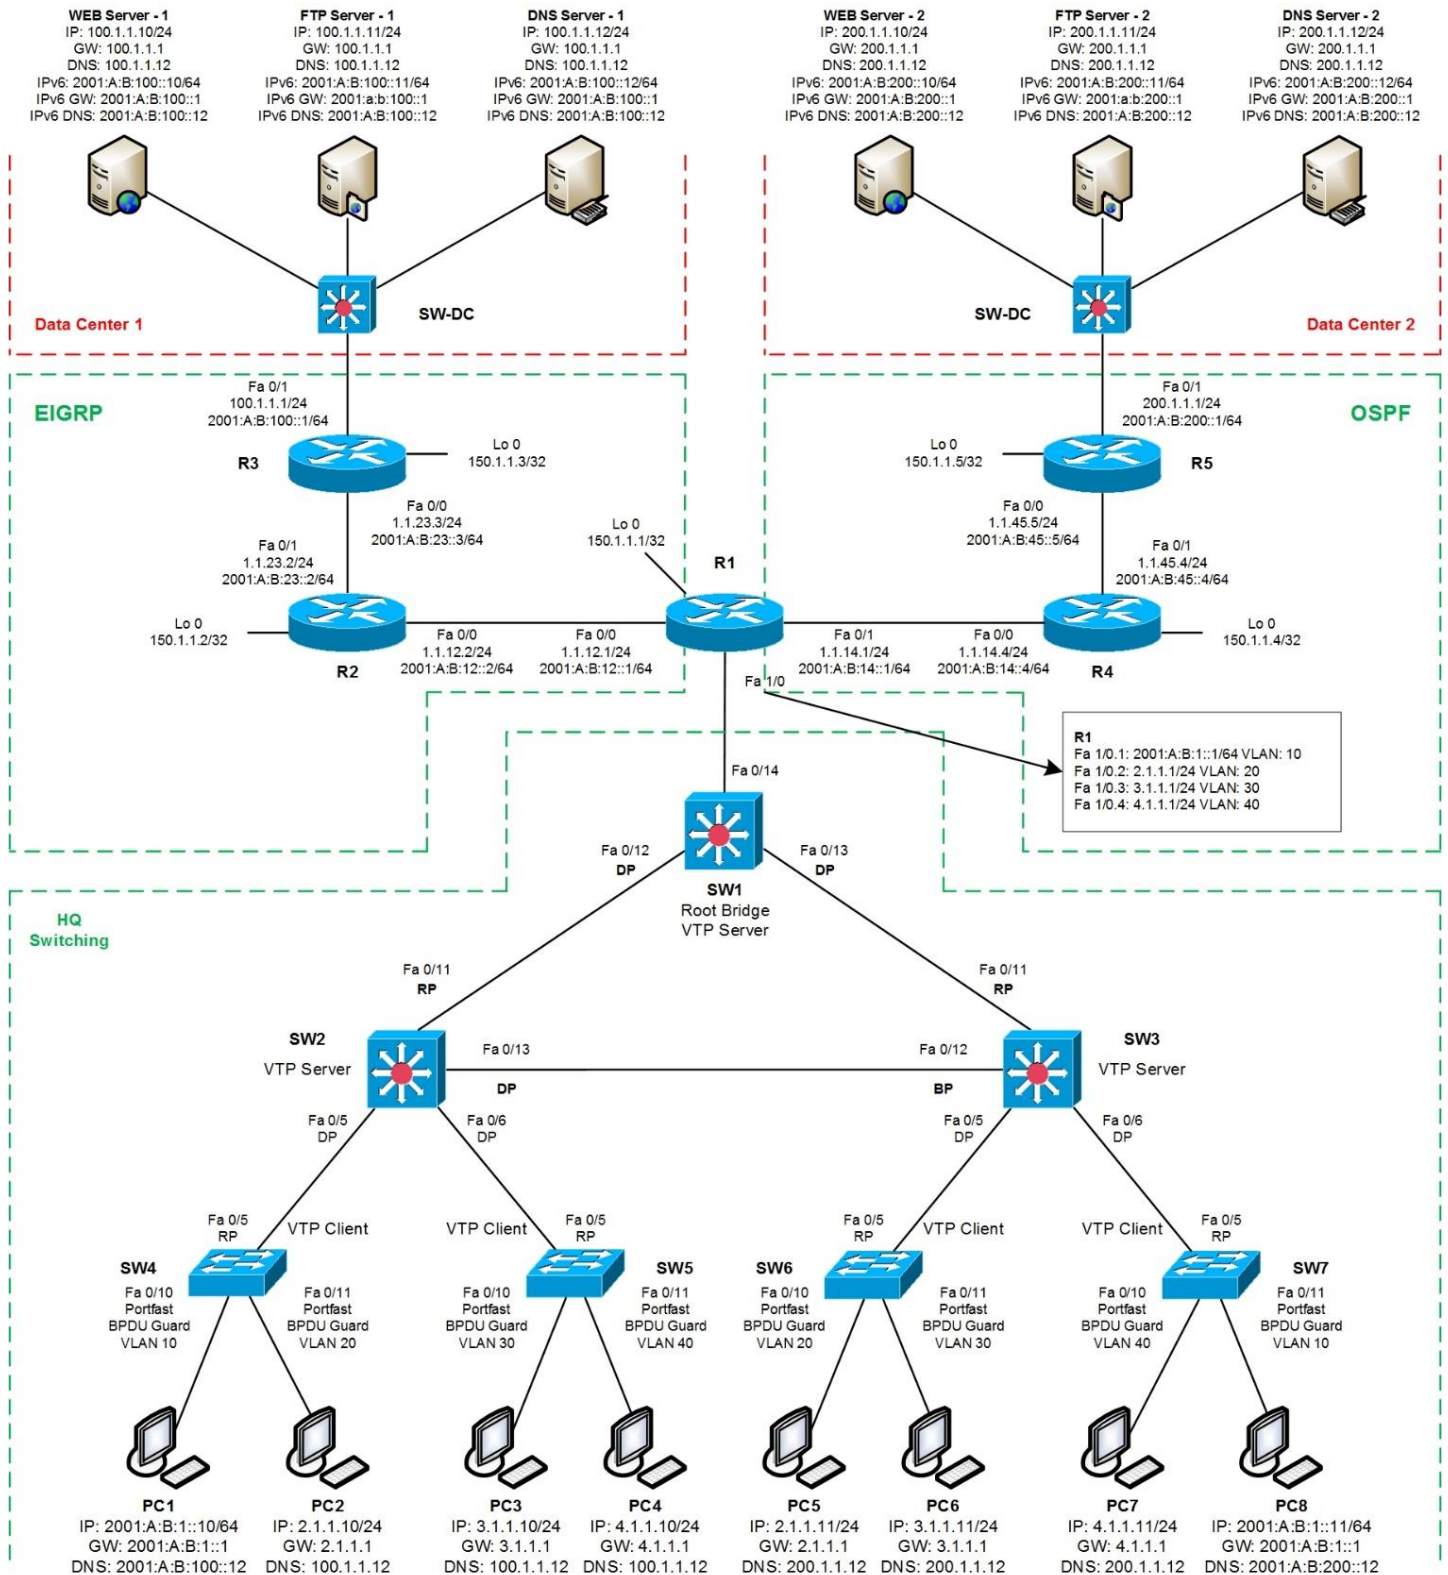 WEB Server - 1
IP: 100.1.1.10/24
GW: 100.1.1.1
DNS: 100.1.1.12
IPv6: 2001:A:B:100::10/64
IPv6 GW: 2001:A:B:100::1
IPv6 DNS: 2001:A:B:100::12
FTP Server - 1
IP: 100.1.1.11/24
GW: 100.1.1.1
DNS: 100.1.1.12
IPv6: 2001:A:B:100::11/64
IPv6 GW: 2001:a:b:100::1
IPv6 DNS: 2001:A:B:100::12
DNS Server - 1
IP: 100.1.1.12/24
GW: 100.1.1.1
DNS: 100.1.1.12
IPv6: 2001:A:B:100::12/64
IPv6 GW: 2001:A:B:100::1
IPv6 DNS: 2001:A:B:100::12
WEB Server - 2
IP: 200.1.1.10/24
GW: 200.1.1.1
DNS: 200.1.1.12
IPv6: 2001:A:B:200::10/64
IPv6 GW: 2001:A:B:200::1
IPv6 DNS: 2001:A:B:200::12
FTP Server - 2
IP: 200.1.1.11/24
GW: 200.1.1.1
DNS: 200.1.1.12
IPv6: 2001:A:B:200::11/64
IPv6 GW: 2001:a:b:200::1
IPv6 DNS: 2001:A:B:200::12
DNS Server - 2
IP: 200.1.1.12/24
GW: 200.1.1.1
DNS: 200.1.1.12
IPv6: 2001:A:B:200::12/64
IPv6 GW: 2001:A:B:200::1
IPv6 DNS: 2001:A:B:200::12
SW-DC
Data Center 1
SW-DC
Data Center 2
EIGRP
Fa 0/1
100.1.1.1/24
2001:A:B:100::1/64
R3
Lo 0
150.1.1.3/32
Fa 0/0
1.1.23.3/24
2001:A:B:23::3/64
Fa 0/1
1.1.23.2/24
2001:A:B:23::2/64
Lo 0
150.1.1.2/32
R2
Fa 0/0
1.1.12.2/24
2001:A:B:12::2/64
Fa 0/0
1.1.12.1/24
2001:A:B:12::1/64
Lo 0
150.1.1.1/32
R1
OSPF
Fa 0/1
200.1.1.1/24
2001:A:B:200::1/64
Lo 0
150.1.1.5/32
R5
Fa 0/0
1.1.45.5/24
2001:A:B:45::5/64
Fa 0/1
1.1.45.4/24
2001:A:B:45::4/64
Lo 0
150.1.1.4/32
Fa 0/1
1.1.14.1/24
2001:A:B:14::1/64
Fa 0/0
1.1.14.4/24
2001:A:B:14::4/64
R4
Fa 1/0
R1
Fa 1/0.1: 2001:A:B:1::1/64 VLAN: 10
Fa 1/0.2: 2.1.1.1/24 VLAN: 20
Fa 1/0.3: 3.1.1.1/24 VLAN: 30
Fa 1/0.4: 4.1.1.1/24 VLAN: 40
Fa 0/14
Fa 0/12
DP
Fa 0/13
DP
SW1
Root Bridge
VTP Server
HQ
Switching
Fa 0/11
RP
Fa 0/11
RP
SW2
VTP Server
Fa 0/13
DP
Fa 0/12
BP
SW3
VTP Server
Fa 0/5
DP
Fa 0/6
DP
Fa 0/5
DP
Fa 0/6
DP
Fa 0/5
RP
VTP Client
VTP Client
Fa 0/5
RP
Fa 0/5
RP
VTP Client
VTP Client
Fa 0/5
RP
SW4
Fa 0/10
Portfast
BPDU Guard
VLAN 10
Fa 0/11
Portfast
BPDU Guard
VLAN 20
Fa 0/10
Portfast
BPDU Guard
VLAN 30
SW5
Fa 0/11
Portfast
BPDU Guard
VLAN 40
SW6
Fa 0/10
Portfast
BPDU Guard
VLAN 20
Fa 0/11
Portfast
BPDU Guard
VLAN 30
Fa 0/10
Portfast
BPDU Guard
VLAN 40
SW7
Fa 0/11
Portfast
BPDU Guard
VLAN 10
PC1
IP: 2001:A:B:1::10/64
GW: 2001:A:B:1::1
DNS: 2001:A:B:100::12
PC2
IP: 2.1.1.10/24
GW: 2.1.1.1
DNS: 100.1.1.12
PC3
IP: 3.1.1.10/24
GW: 3.1.1.1
DNS: 100.1.1.12
PC4
IP: 4.1.1.10/24
GW: 4.1.1.1
DNS: 100.1.1.12
PC5
IP: 2.1.1.11/24
GW: 2.1.1.1
DNS: 200.1.1.12
PC6
IP: 3.1.1.11/24
GW: 3.1.1.1
DNS: 200.1.1.12
PC7
IP: 4.1.1.11/24
GW: 4.1.1.1
DNS: 200.1.1.12
PC8
IP: 2001:A:B:1::11/64
GW: 2001:A:B:1::1
DNS: 2001:A:B:200::12